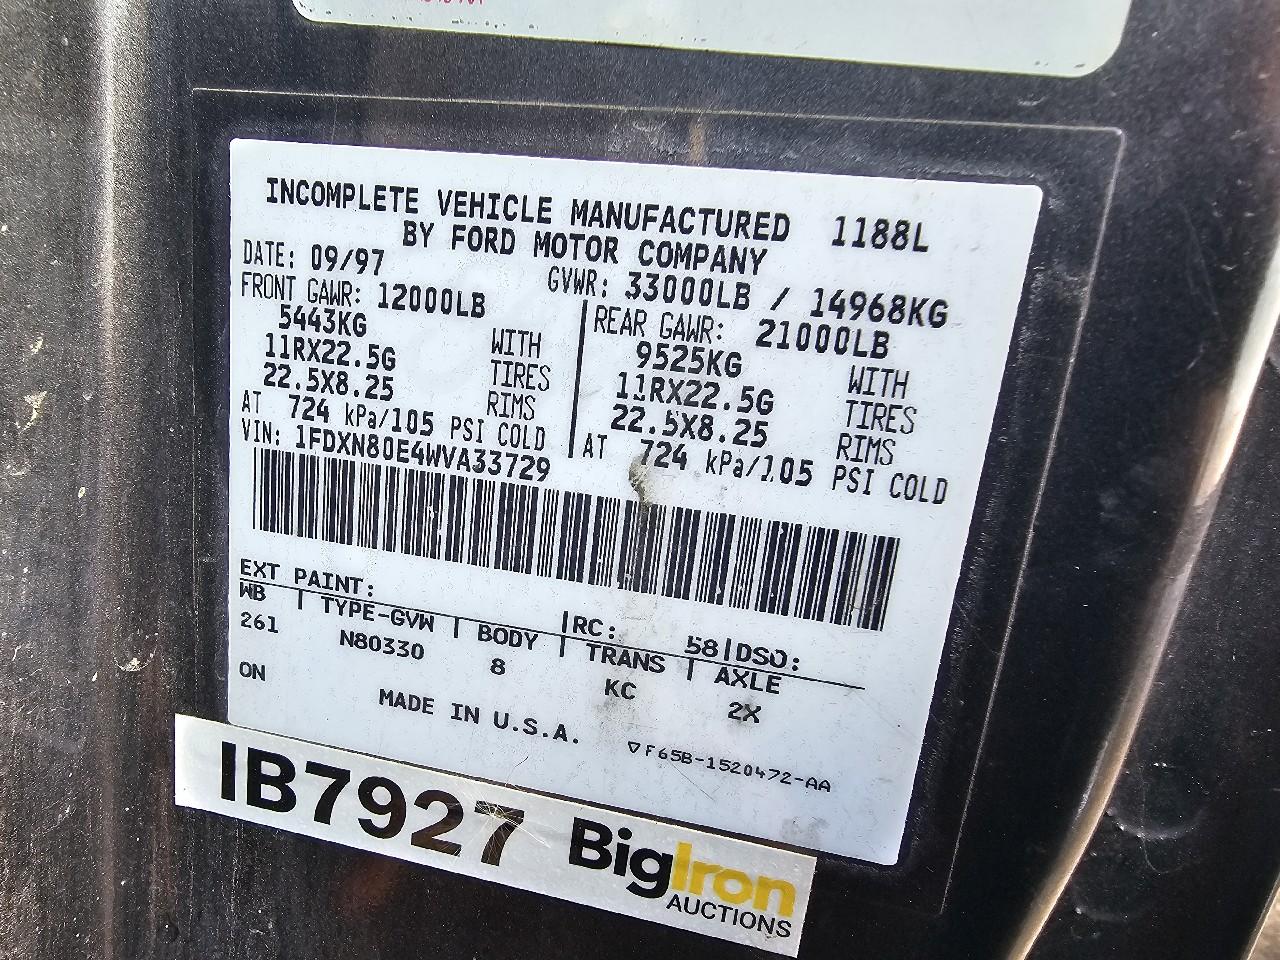 INCOMPLETE VEHICLE MANUFACTURED 1188L
BY FORD MOTOR COMPANY
DATE: 09/97 GVWR: 33000LB / 14968KG
FRONT GAWR: 12000LB REAR GAWR: 21000LB
5443KG WITH 9525KG WITH
11RX22.5G TIRES 11RX22.5G TIRES
22.5X8.25 RIMS 22.5X8.25 RIMS
AT 724 kPa/105 PSI COLD AT 724 kPa/105 PSI COLD
VIN: 1FDXN80E4WVA33729
EXT PAINT: RC: 58 DSO:
WB TYPE-GVW BODY TRANS AXLE
261 N80330 8 KC 2X
ON
MADE IN U.S.A. ▽F65B-1520472-AA
IB7927 BigIron
AUCTIONS